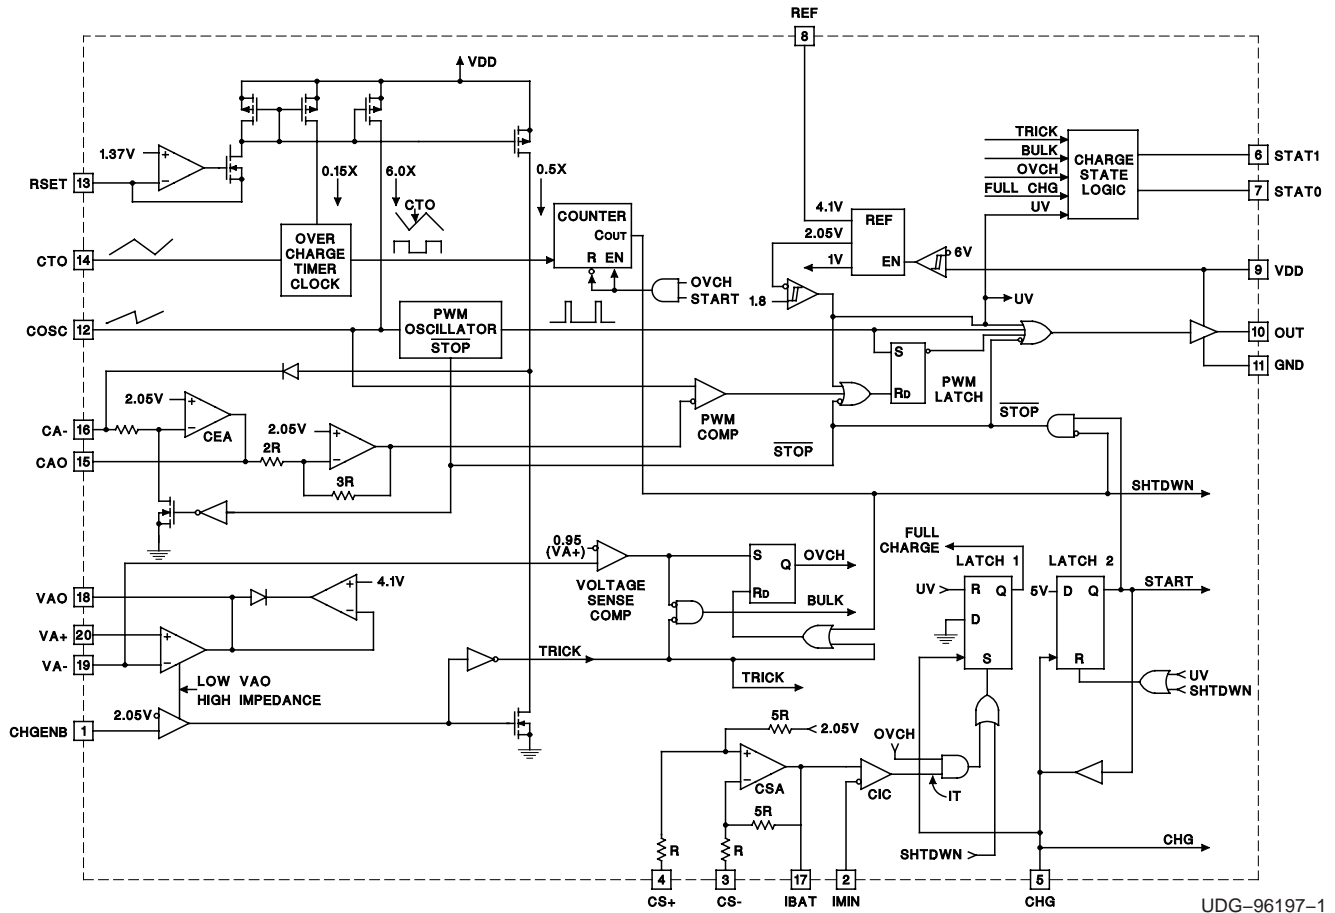 REF
8
VDD
1.37V
RSET 13
0.15X
6.0X
0.5X
CTO
CTO 14
OVER
CHARGE
TIMER
CLOCK
COUNTER
COUT
R EN
OVCH
START
4.1V
2.05V
1V
REF
EN
6V
1.8
TRICK
BULK
OVCH
FULL CHG
UV
CHARGE
STATE
LOGIC
6 STAT1
7 STAT0
9 VDD
UV
COSC 12
PWM
OSCILLATOR
STOP
10 OUT
11 GND
S
RD
PWM
LATCH
PWM
COMP
STOP
STOP
2.05V
CA- 16
CEA
CAO 15
2R
2.05V
3R
SHTDWN
0.95
(VA+)
VOLTAGE
SENSE
COMP
S
Q
RD
OVCH
BULK
FULL
CHARGE
LATCH 1
UV
R Q
D
S
LATCH 2
5V
D Q
R
START
UV
SHTDWN
VAO 18
4.1V
VA+ 20
VA- 19
LOW VAO
HIGH IMPEDANCE
TRICK
TRICK
2.05V
CHGENB 1
5R
2.05V
CSA
5R
R
R
OVCH
CIC
IT
SHTDWN
CHG
4
CS+
3
CS-
17
IBAT
2
IMIN
5
CHG
UDG–96197–1